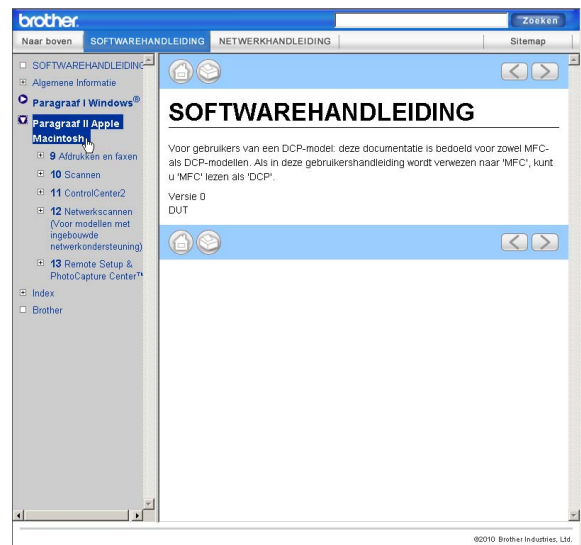 brother.
Zoeken
Naar boven SOFTWAREHANDLEIDING NETWERKHANDLEIDING Sitemap
SOFTWAREHANDLEIDING
Algemene Informatie
Paragraaf I Windows®
Paragraaf II Apple
Macintosh
9 Afdrukken en faxen
10 Scannen
11 ControlCenter2
12 Netwerkscannen
(Voor modellen met
ingebouwde
netwerkondersteuning)
13 Remote Setup &
PhotoCapture Center™
Index
Brother
SOFTWAREHANDLEIDING
Voor gebruikers van een DCP-model: deze documentatie is bedoeld voor zowel MFC-
als DCP-modellen. Als in deze gebruikershandleiding wordt verwezen naar 'MFC', kunt
u 'MFC' lezen als 'DCP'.
Versie 0
DUT
©2010 Brother Industries, Ltd.